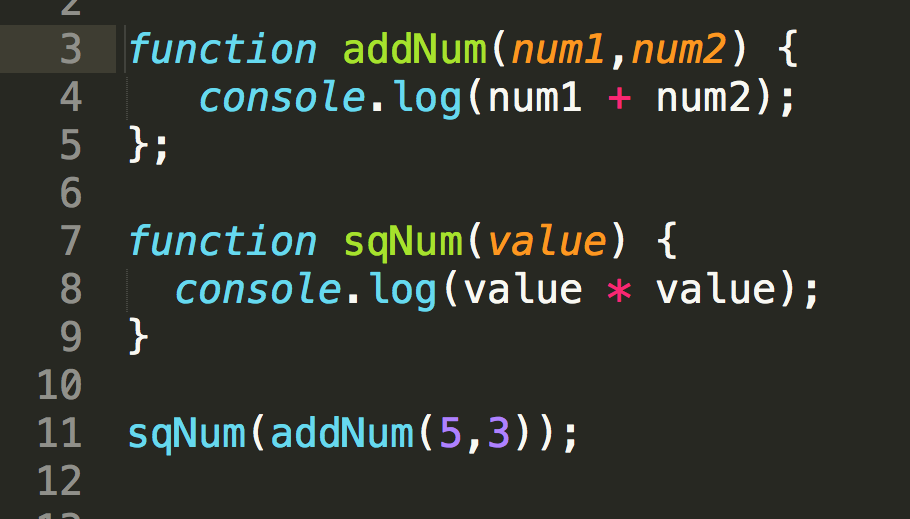 2
3 function addNum(num1,num2) {
4 console.log(num1 + num2);
5 };
6
7 function sqNum(value) {
8 console.log(value * value);
9 }
10
11 sqNum(addNum(5,3));
12
13